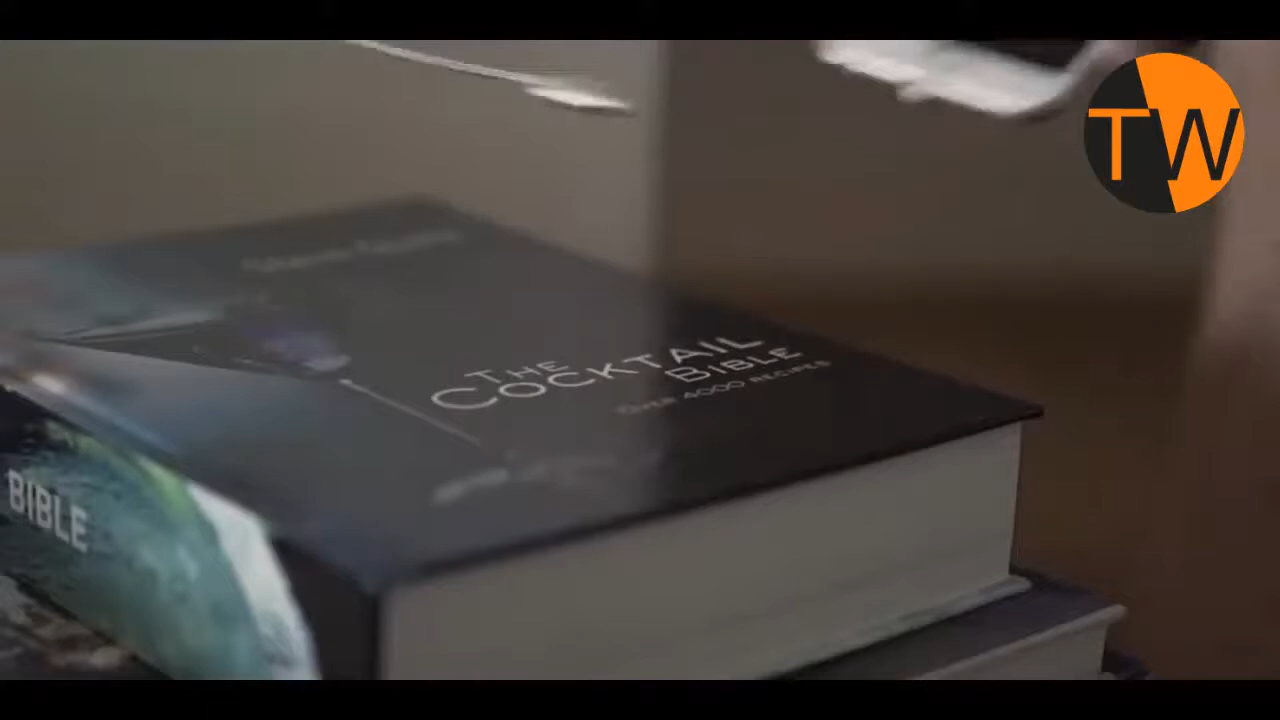 TW
THE
COCKTAIL
BIBLE
OVER 4000 RECIPES
BIBLE